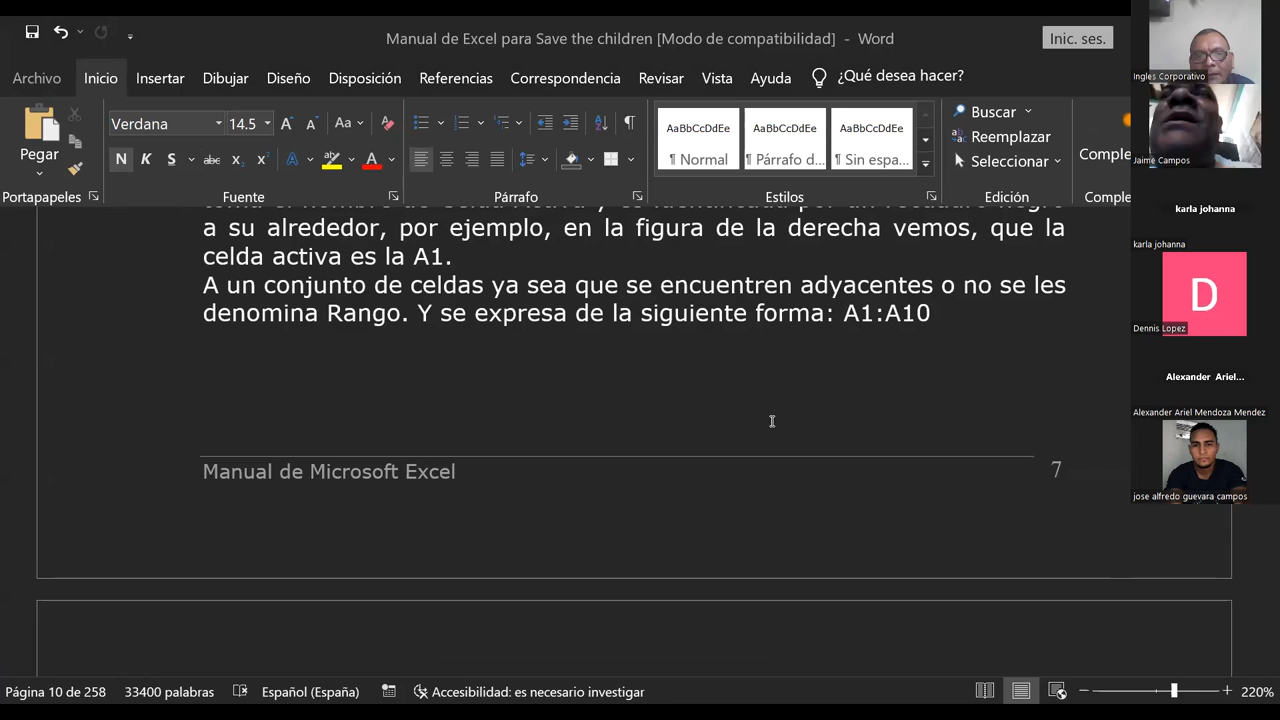 Manual de Excel para Save the children [Modo de compatibilidad] - Word
Inic. ses.
Archivo Inicio Insertar Dibujar Diseño Disposición Referencias Correspondencia Revisar Vista Ayuda ¿Qué desea hacer?
Pegar
Verdana 14.5 Aa
N K S abc x₂ x² A ab A
AaBbCcDdEe AaBbCcDdEe AaBbCcDdEe
¶ Normal ¶ Párrafo d... ¶ Sin espa...
Buscar
Reemplazar
Seleccionar
Comple
Portapapeles Fuente Párrafo Estilos Edición Comple
a su alrededor, por ejemplo, en la figura de la derecha vemos, que la
celda activa es la A1.
A un conjunto de celdas ya sea que se encuentren adyacentes o no se les
denomina Rango. Y se expresa de la siguiente forma: A1:A10
Manual de Microsoft Excel 7
Página 10 de 258 33400 palabras Español (España) Accesibilidad: es necesario investigar 220%
Ingles Corporativo
Jaime Campos
karla johanna
karla johanna
D
Dennis Lopez
Alexander Ariel...
Alexander Ariel Mendoza Mendez
jose alfredo guevara campos